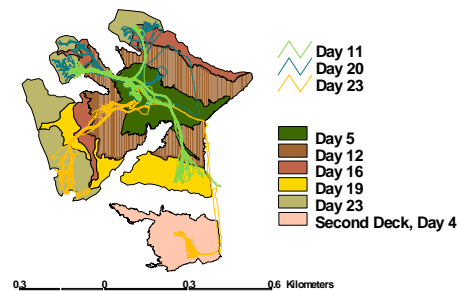 Day 11
Day 20
Day 23
Day 5
Day 12
Day 16
Day 19
Day 23
Second Deck, Day 4
0.3 0 0.3 0.6 Kilometers